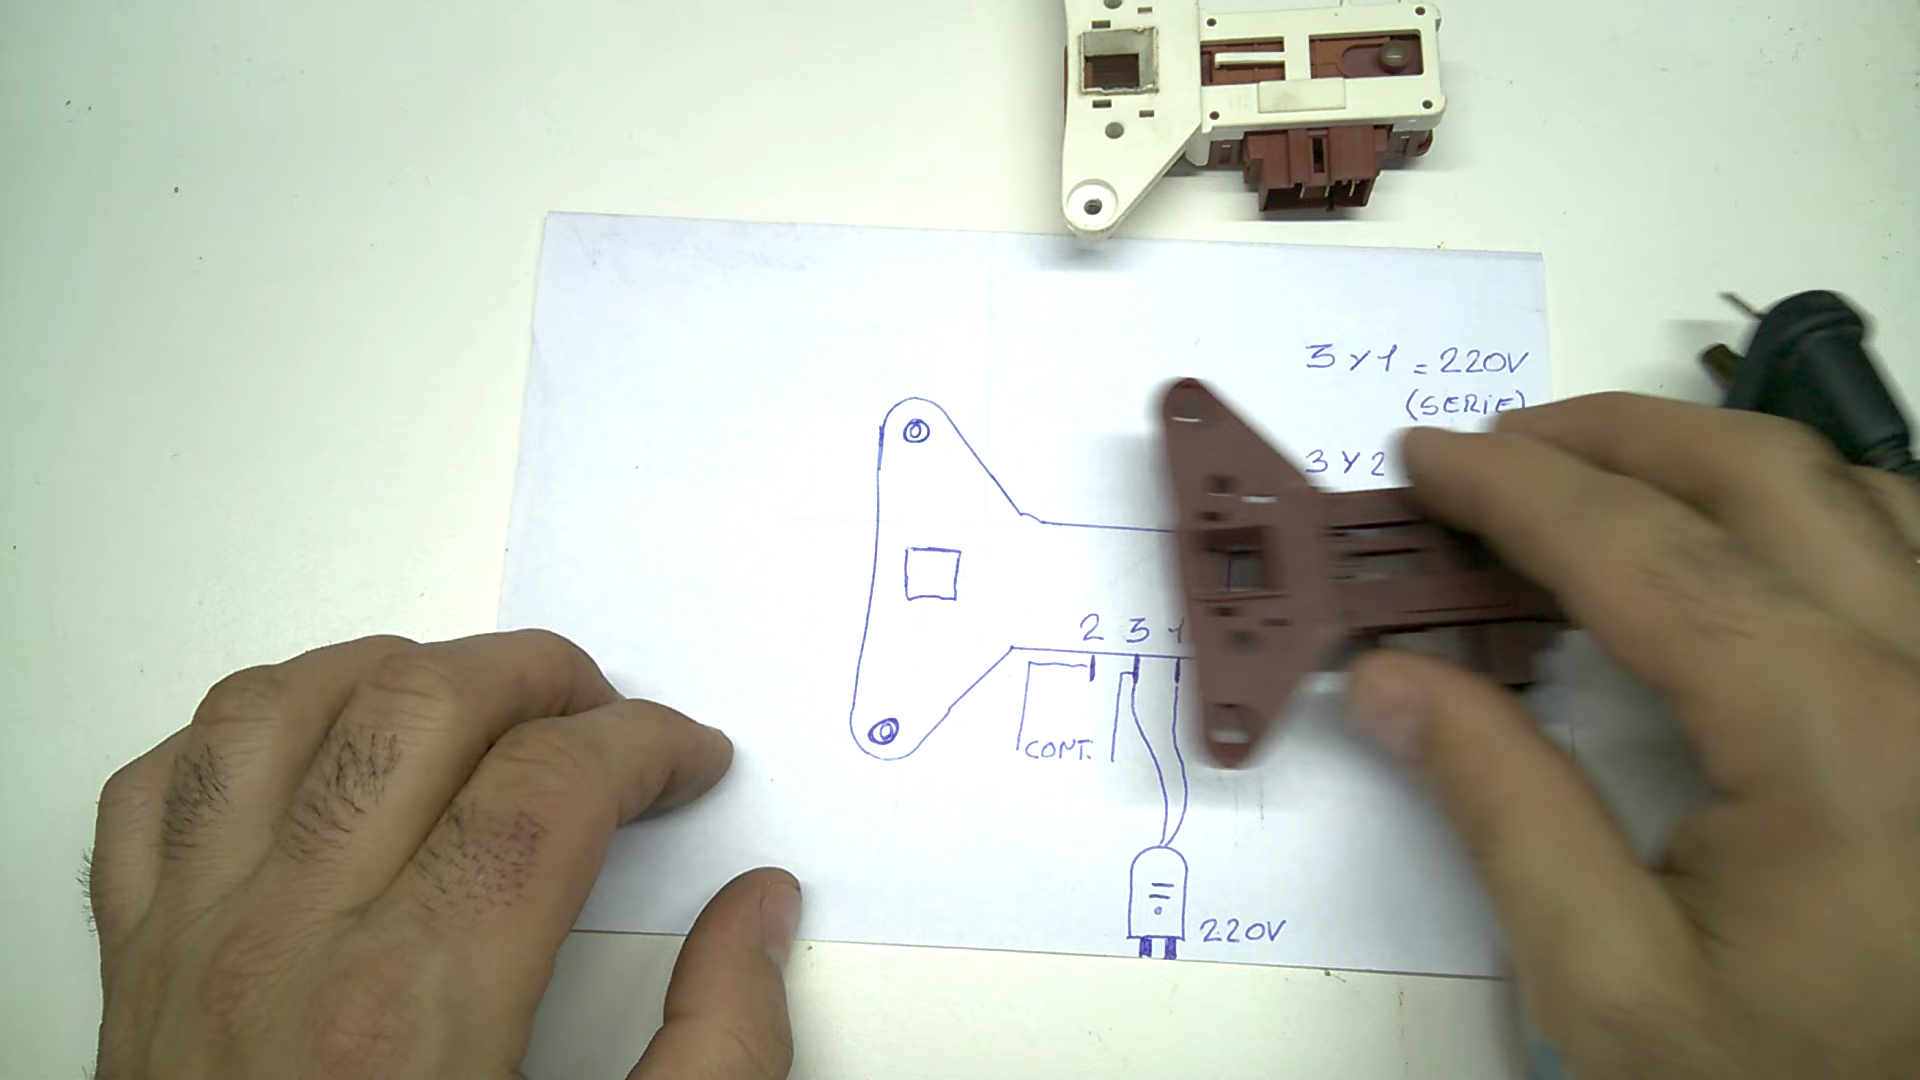 3 Y 1 = 220V
(SERIE)
3 Y 2
2 3 1
CONT.
220V